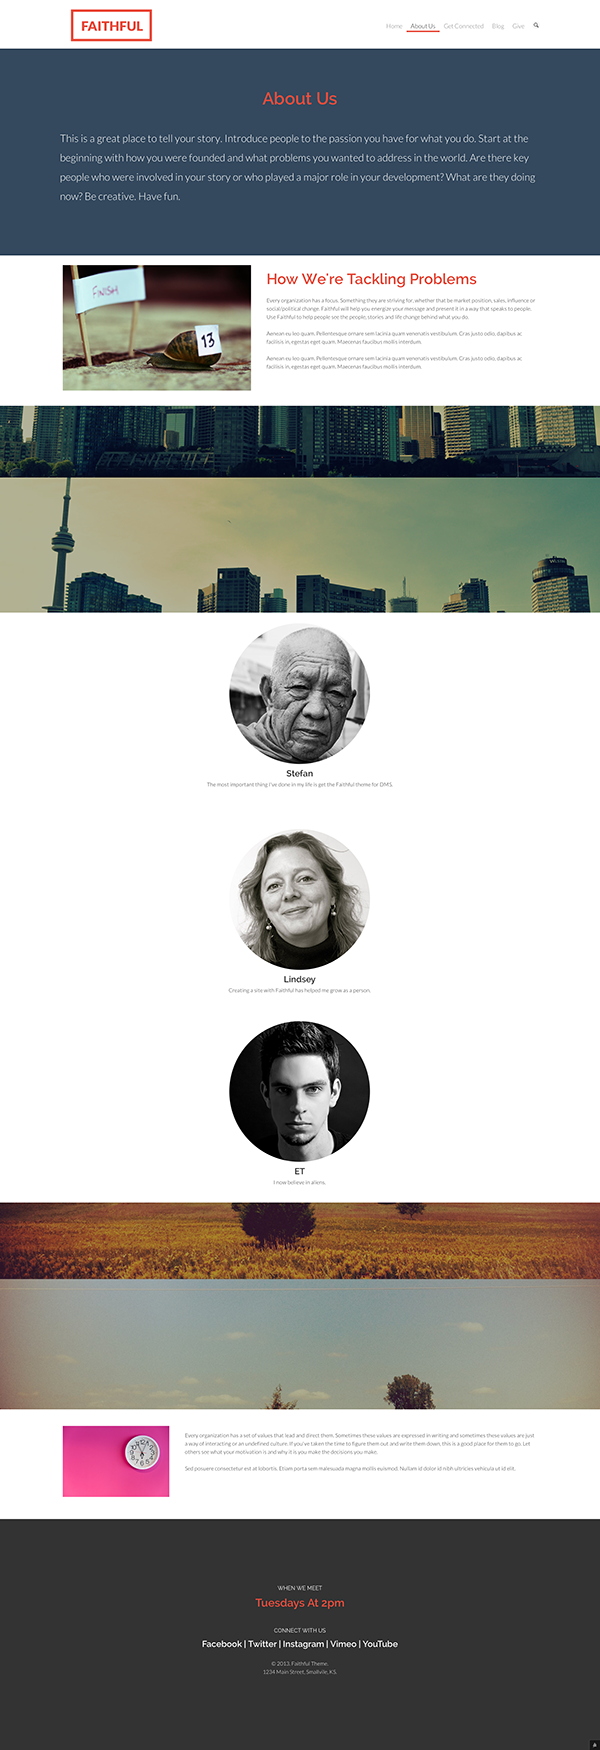 FAITHFUL
Home About Us Get Connected Blog Give
About Us
This is a great place to tell your story. Introduce people to the passion you have for what you do. Start at the
beginning with how you were founded and what problems you wanted to address in the world. Are there key
people who were involved in your story or who played a major role in your development? What are they doing
now? Be creative. Have fun.
FINISH
13
How We're Tackling Problems
Every organization has a focus. Something they are striving for, whether that be market position, sales, influence or
social/political change. Faithful will help you energize your message and present it in a way that speaks to people.
Use Faithful to help people see the people, stories and life change behind what you do.
Aenean eu leo quam. Pellentesque ornare sem lacinia quam venenatis vestibulum. Cras justo odio, dapibus ac
facilisis in, egestas eget quam. Maecenas faucibus mollis interdum.
Aenean eu leo quam. Pellentesque ornare sem lacinia quam venenatis vestibulum. Cras justo odio, dapibus ac
facilisis in, egestas eget quam. Maecenas faucibus mollis interdum.
Stefan
The most important thing I've done in my life is get the Faithful theme for DMS.
Lindsey
Creating a site with Faithful has helped me grow as a person.
ET
I now believe in aliens.
Every organization has a set of values that lead and direct them. Sometimes these values are expressed in writing and sometimes these values are just
a way of interacting or an undefined culture. If you've taken the time to figure them out and write them down, this is a good place for them to go. Let
others see what your motivation is and why it is you make the decisions you make.
Sed posuere consectetur est at lobortis. Etiam porta sem malesuada magna mollis euismod. Nullam id dolor id nibh ultricies vehicula ut id elit.
WHEN WE MEET
Tuesdays At 2pm
CONNECT WITH US
Facebook | Twitter | Instagram | Vimeo | YouTube
© 2013. Faithful Theme.
1234 Main Street, Smallville, KS.